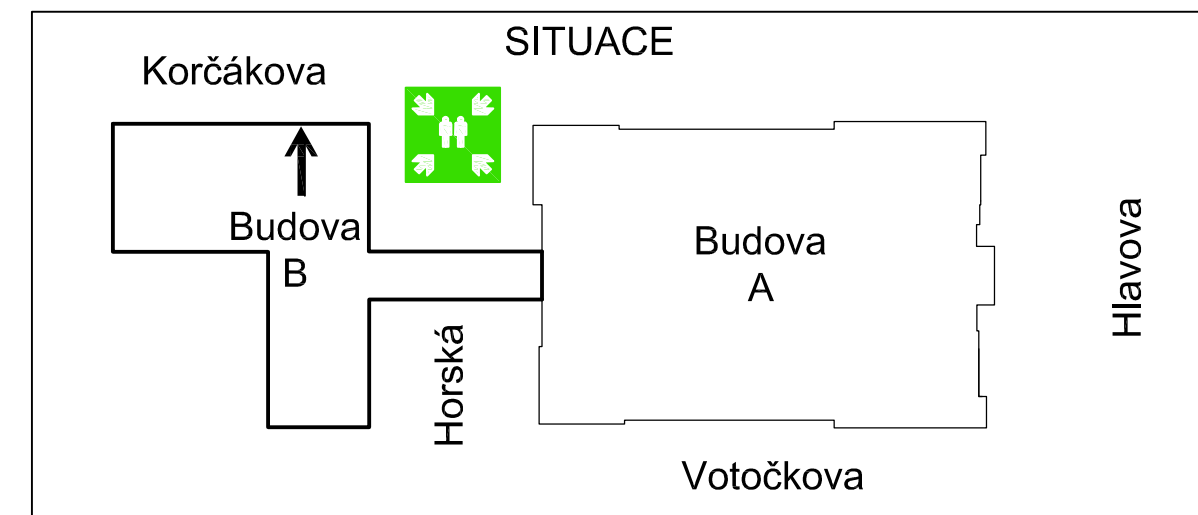 SITUACE
Korčákova
Budova
B
Budova
A
Hlavova
Horská
Votočkova